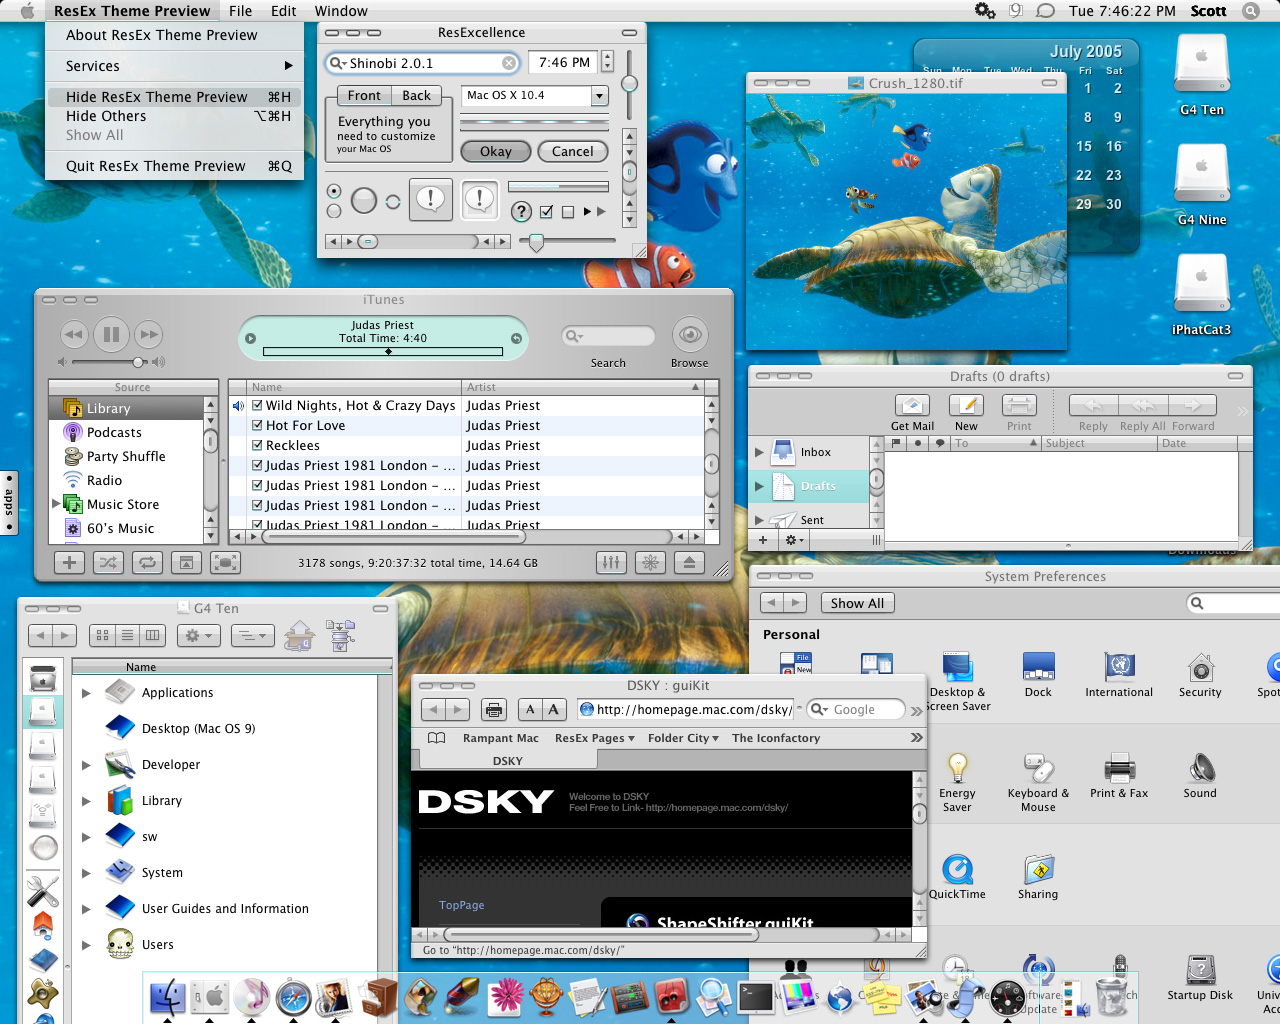 ResEx Theme Preview File Edit Window
Tue 7:46:22 PM Scott
About ResEx Theme Preview
Services
Hide ResEx Theme Preview ⌘H
Hide Others ⌥⌘H
Show All
Quit ResEx Theme Preview ⌘Q
ResExcellence
Shinobi 2.0.1
7:46 PM
Front Back
Mac OS X 10.4
Everything you
need to customize
your Mac OS
Okay Cancel
Crush_1280.tif
July 2005
Sun Mon Tue Wed Thu Fri Sat
1 2
8 9
15 16
22 23
29 30
G4 Ten
G4 Nine
iPhatCat3
iTunes
Judas Priest
Total Time: 4:40
Search
Browse
Source
Library
Podcasts
Party Shuffle
Radio
Music Store
60's Music
Name Artist
Wild Nights, Hot & Crazy Days Judas Priest
Hot For Love Judas Priest
Recklees Judas Priest
Judas Priest 1981 London – ... Judas Priest
Judas Priest 1981 London – ... Judas Priest
Judas Priest 1981 London – ... Judas Priest
Judas Priest 1981 London – ... Judas Priest
3178 songs, 9:20:37:32 total time, 14.64 GB
apps
Drafts (0 drafts)
Get Mail New Print Reply Reply All Forward
To Subject Date
Inbox
Drafts
Sent
Downloads
System Preferences
Show All
Personal
File
New
Desktop &
Screen Saver
Dock
International
Security
Spot
Energy
Saver
Keyboard &
Mouse
Print & Fax
Sound
QuickTime
Sharing
Software
Update
Startup Disk
Univ
Acc
G4 Ten
Name
Applications
Desktop (Mac OS 9)
Developer
Library
sw
System
User Guides and Information
Users
DSKY : guiKit
A A
http://homepage.mac.com/dsky/
Google
Rampant Mac ResEx Pages Folder City The Iconfactory
DSKY
DSKY
Welcome to DSKY
Feel Free to Link- http://homepage.mac.com/dsky/
TopPage
ShapeShifter guiKit
Go to “http://homepage.mac.com/dsky/”